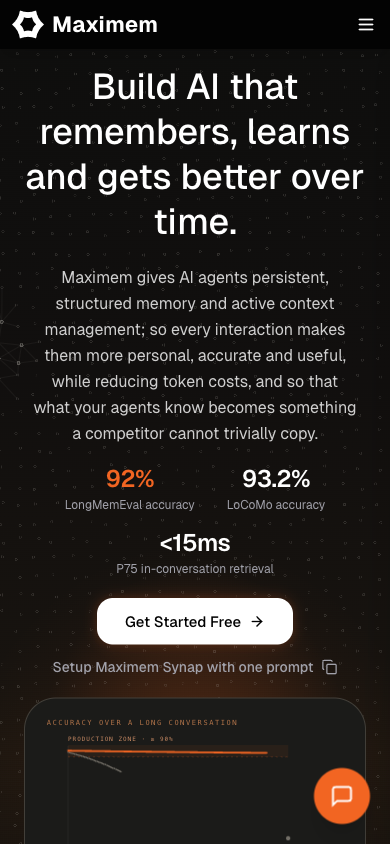 Maximem
Build AI that
remembers, learns
and gets better over
time.
Maximem gives AI agents persistent,
structured memory and active context
management; so every interaction makes
them more personal, accurate and useful,
while reducing token costs, and so that
what your agents know becomes something
a competitor cannot trivially copy.
92% 93.2%
LongMemEval accuracy LoCoMo accuracy
<15ms
P75 in-conversation retrieval
Get Started Free →
Setup Maximem Synap with one prompt
ACCURACY OVER A LONG CONVERSATION
PRODUCTION ZONE · ≥ 90%